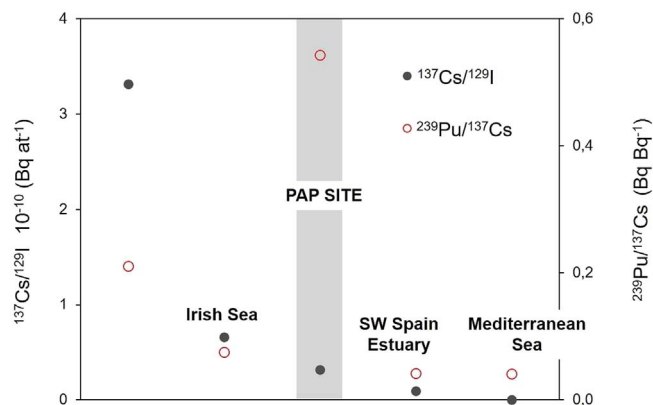 4
3
2
1
0
0,6
0,4
0,2
0.0
¹³⁷Cs/¹²⁹I 10⁻¹⁰ (Bq at⁻¹)
²³⁹Pu/¹³⁷Cs (Bq Bq⁻¹)
¹³⁷Cs/¹²⁹I
²³⁹Pu/¹³⁷Cs
PAP SITE
Irish Sea
SW Spain
Estuary
Mediterranean
Sea